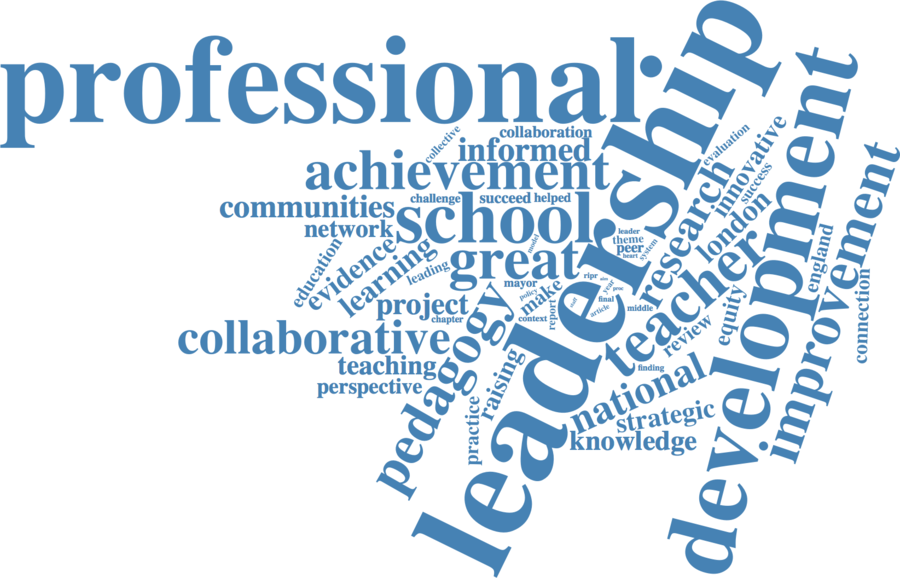 professional
leadership
development
improvement
collaboration
collective
informed
achievement
evaluation
innovative
success
research
london
communities
challenge
succeed
helped
school
network
leader
theme
peer
heart
system
model
education
evidence
learning
leading
great
mayor
make
ripr
year
policy
final
article
middle
teacher
england
connection
project
chapter
context
report
equity
review
collaborative
pedagogy
teaching
perspective
raising
practice
finding
national
strategic
knowledge